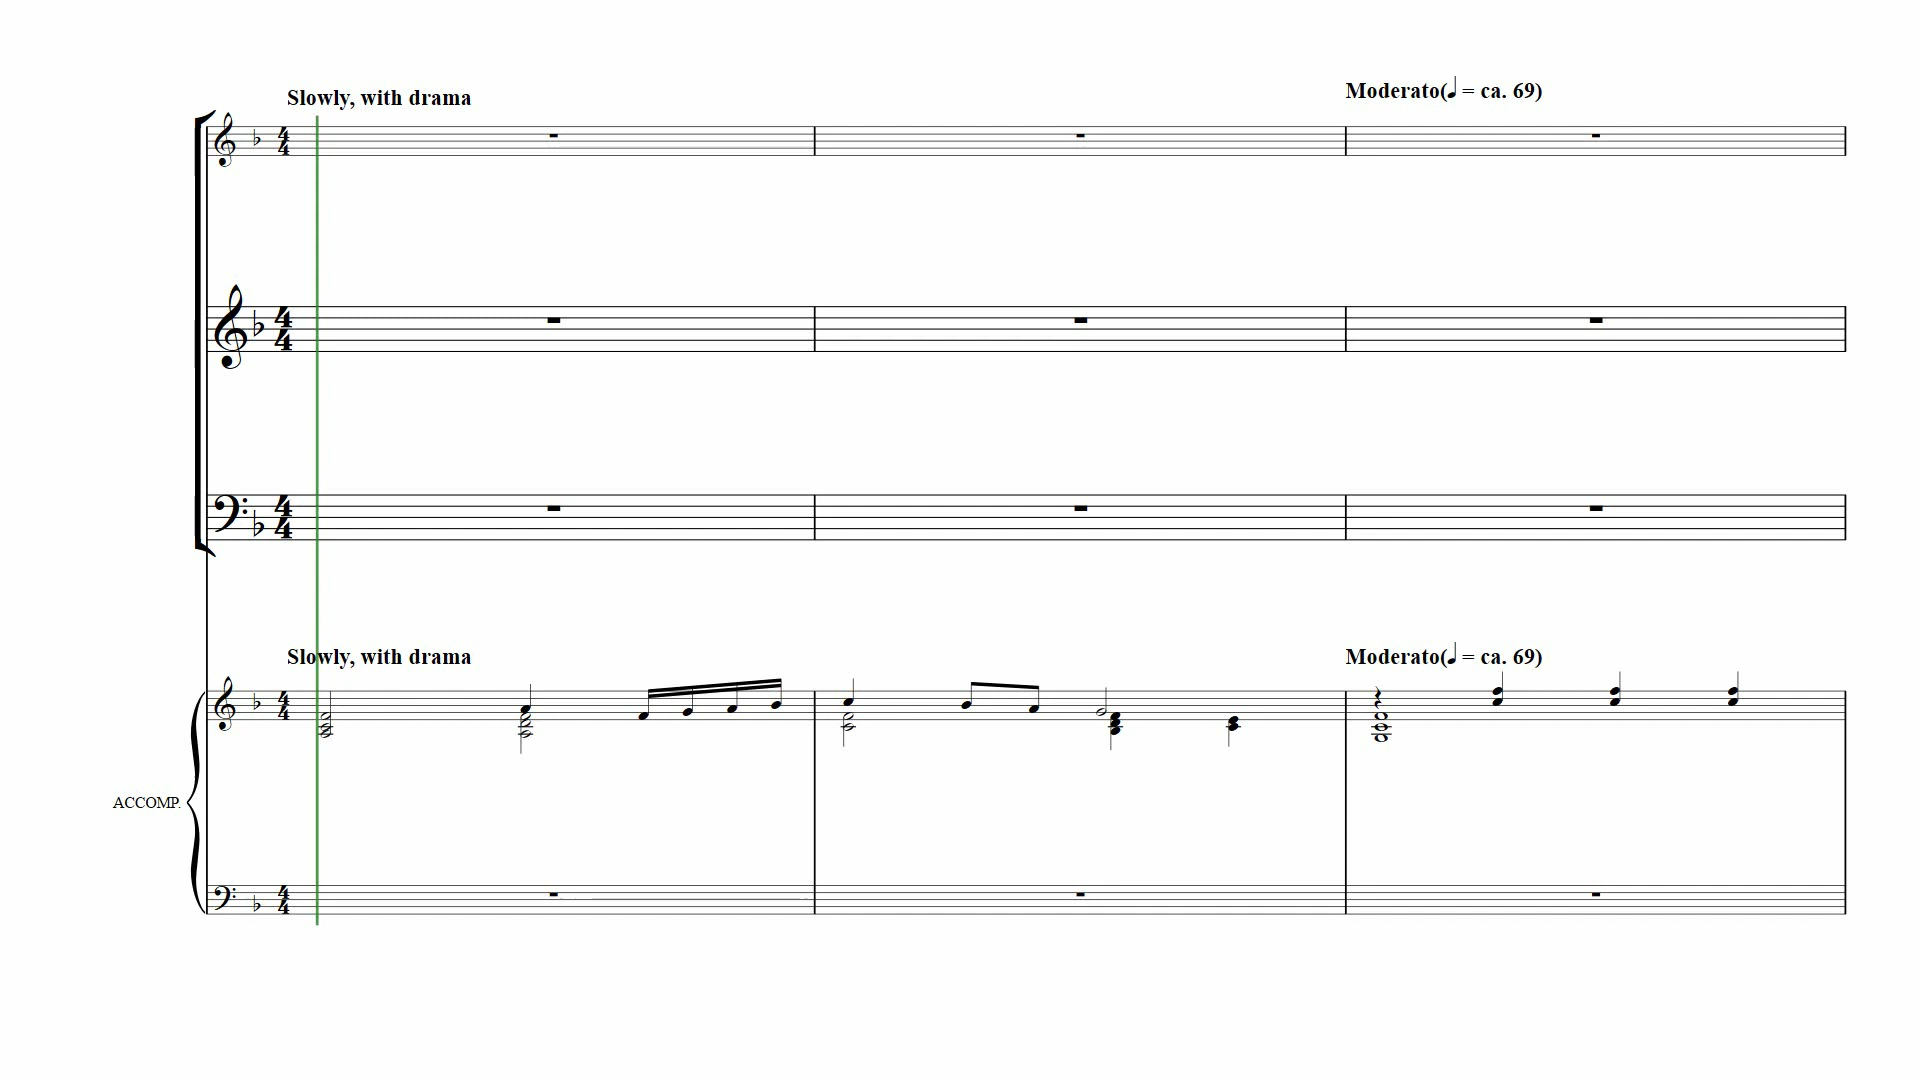 Slowly, with drama
Moderato(♩ = ca. 69)
Slowly, with drama
Moderato(♩ = ca. 69)
ACCOMP.